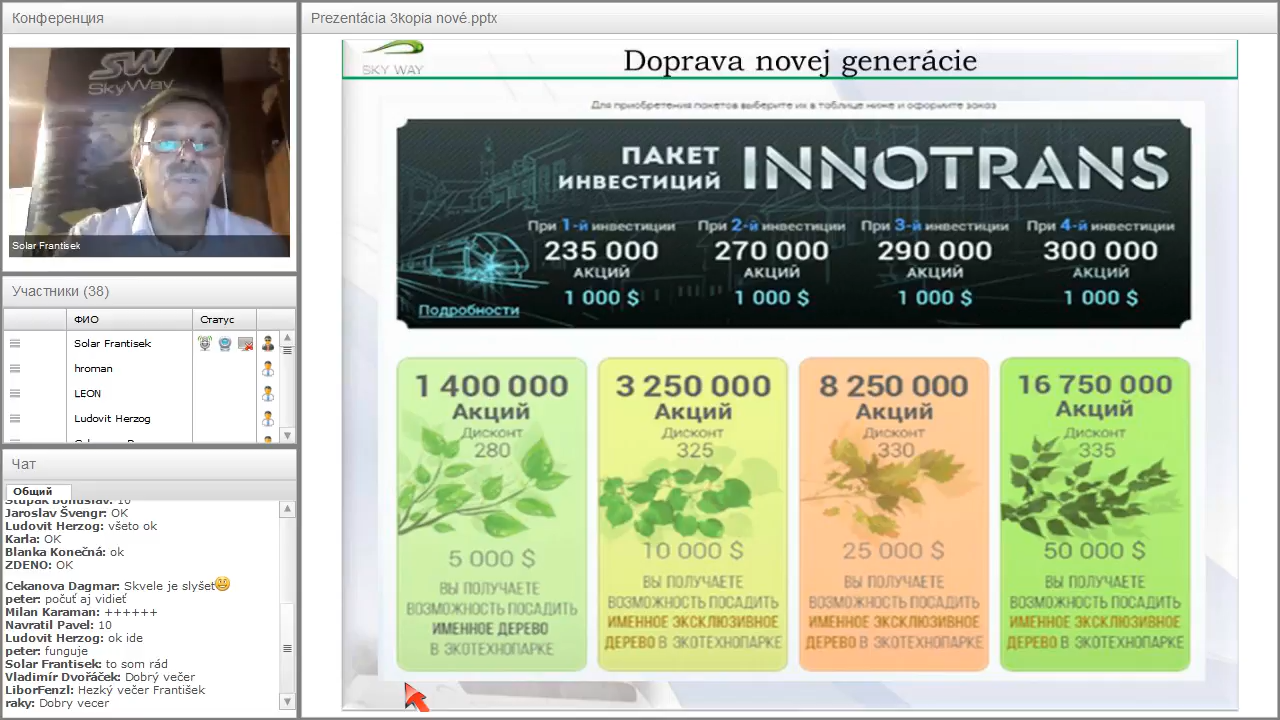 Конференция
SW
SkyWay
Solar Frantisek
Участники (38)
ФИО
Статус
Solar Frantisek
hroman
LEON
Ludovit Herzog
Чат
Общий
Stupak Bohuslav: 10
Jaroslav Švengr: OK
Ludovit Herzog: všeto ok
Karla: OK
Blanka Konečná: ok
ZDENO: OK
Cekanova Dagmar: Skvele je slyšet
peter: počuť aj vidieť
Milan Karaman: ++++++
Navratil Pavel: 10
Ludovit Herzog: ok ide
peter: funguje
Solar Frantisek: to som rád
Vladimír Dvořáček: Dobrý večer
LiborFenzl: Hezký večer František
raky: Dobry vecer
Prezentácia 3kopia nové.pptx
SKY WAY
Doprava novej generácie
Для приобретения пакетов выберите их в таблице ниже и оформите заказ
ПАКЕТ
ИНВЕСТИЦИЙ
INNOTRANS
При 1-й инвестиции
235 000
АКЦИЙ
1 000 $
При 2-й инвестиции
270 000
АКЦИЙ
1 000 $
При 3-й инвестиции
290 000
АКЦИЙ
1 000 $
При 4-й инвестиции
300 000
АКЦИЙ
1 000 $
Подробности
1 400 000
Акций
Дисконт
280
5 000 $
ВЫ ПОЛУЧАЕТЕ
ВОЗМОЖНОСТЬ ПОСАДИТЬ
ИМЕННОЕ ДЕРЕВО
В ЭКОТЕХНОПАРКЕ
3 250 000
Акций
Дисконт
325
10 000 $
ВЫ ПОЛУЧАЕТЕ
ВОЗМОЖНОСТЬ ПОСАДИТЬ
ИМЕННОЕ ЭКСКЛЮЗИВНОЕ
ДЕРЕВО В ЭКОТЕХНОПАРКЕ
8 250 000
Акций
Дисконт
330
25 000 $
ВЫ ПОЛУЧАЕТЕ
ВОЗМОЖНОСТЬ ПОСАДИТЬ
ИМЕННОЕ ЭКСКЛЮЗИВНОЕ
ДЕРЕВО В ЭКОТЕХНОПАРКЕ
16 750 000
Акций
Дисконт
335
50 000 $
ВЫ ПОЛУЧАЕТЕ
ВОЗМОЖНОСТЬ ПОСАДИТЬ
ИМЕННОЕ ЭКСКЛЮЗИВНОЕ
ДЕРЕВО В ЭКОТЕХНОПАРКЕ